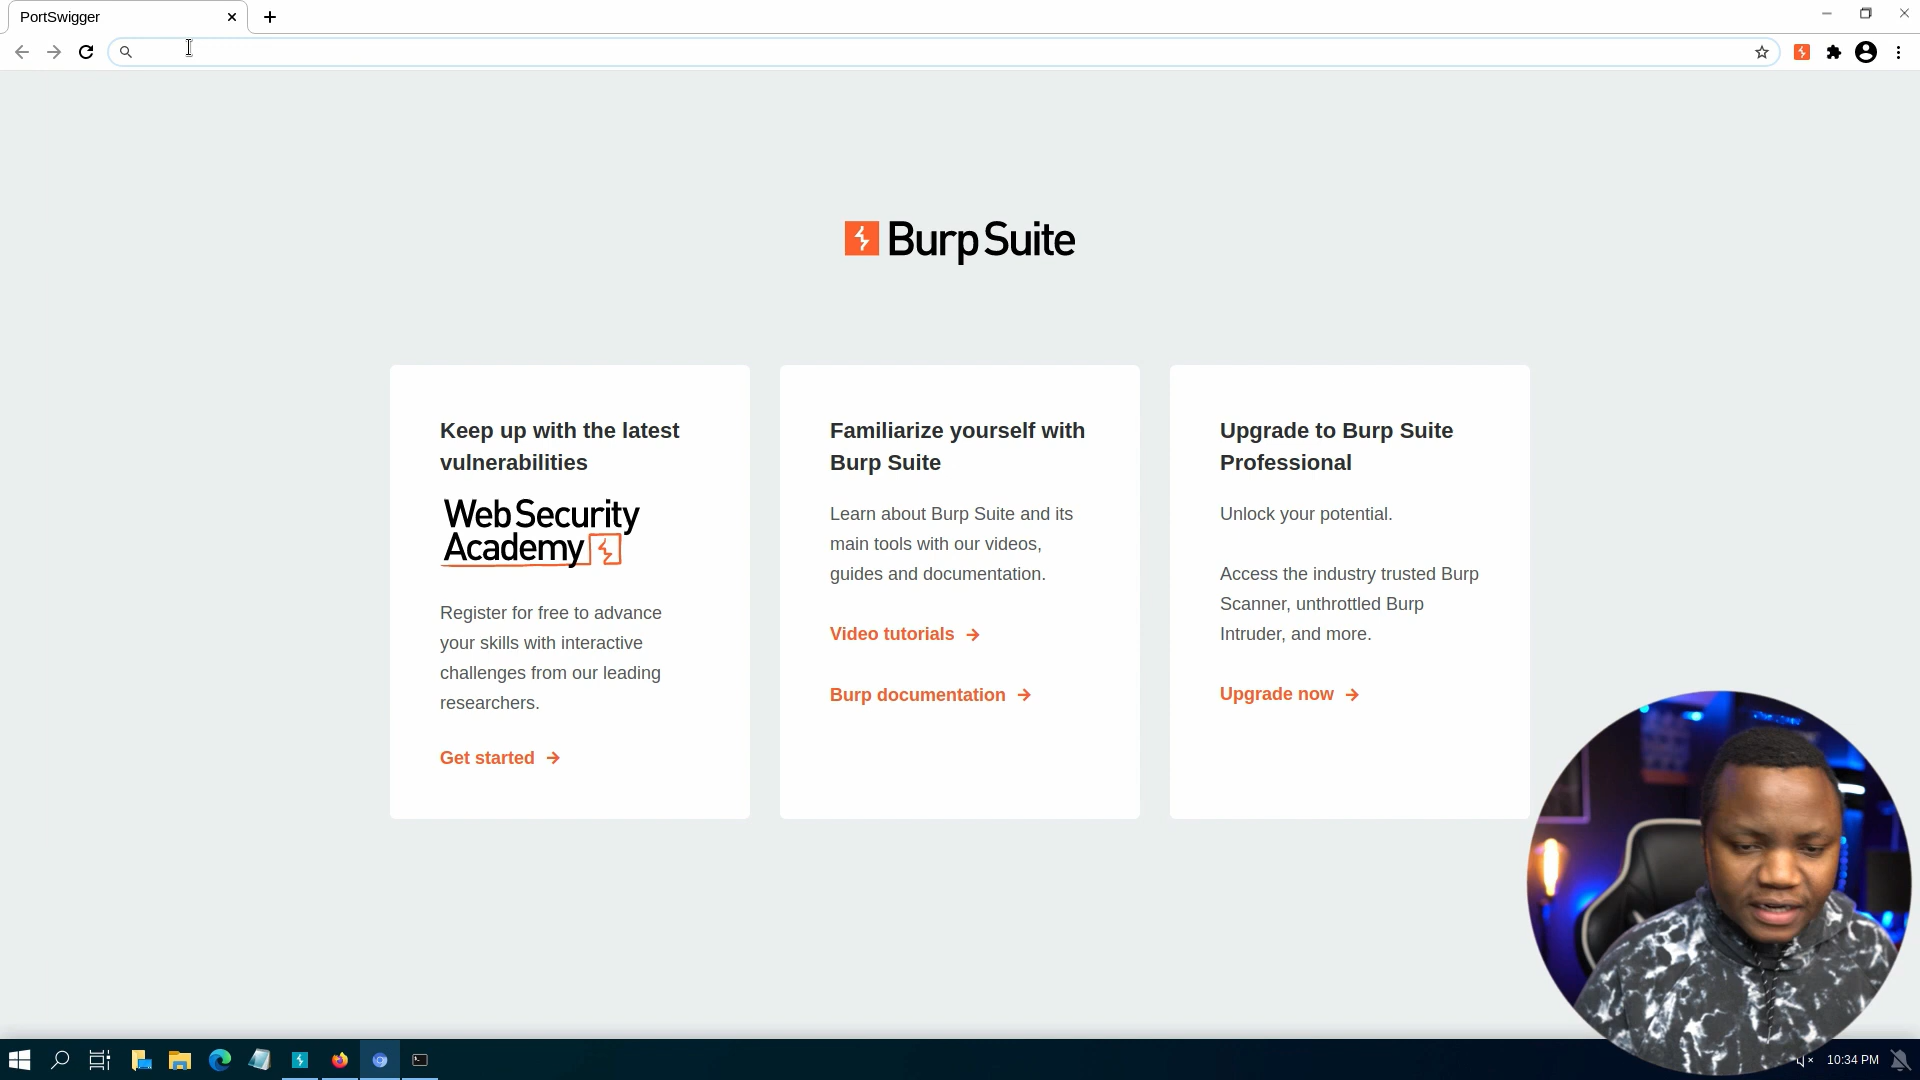 PortSwigger
Burp Suite
Keep up with the latest
vulnerabilities
Web Security
Academy
Register for free to advance
your skills with interactive
challenges from our leading
researchers.
Get started
Familiarize yourself with
Burp Suite
Learn about Burp Suite and its
main tools with our videos,
guides and documentation.
Video tutorials
Burp documentation
Upgrade to Burp Suite
Professional
Unlock your potential.
Access the industry trusted Burp
Scanner, unthrottled Burp
Intruder, and more.
Upgrade now
10:34 PM